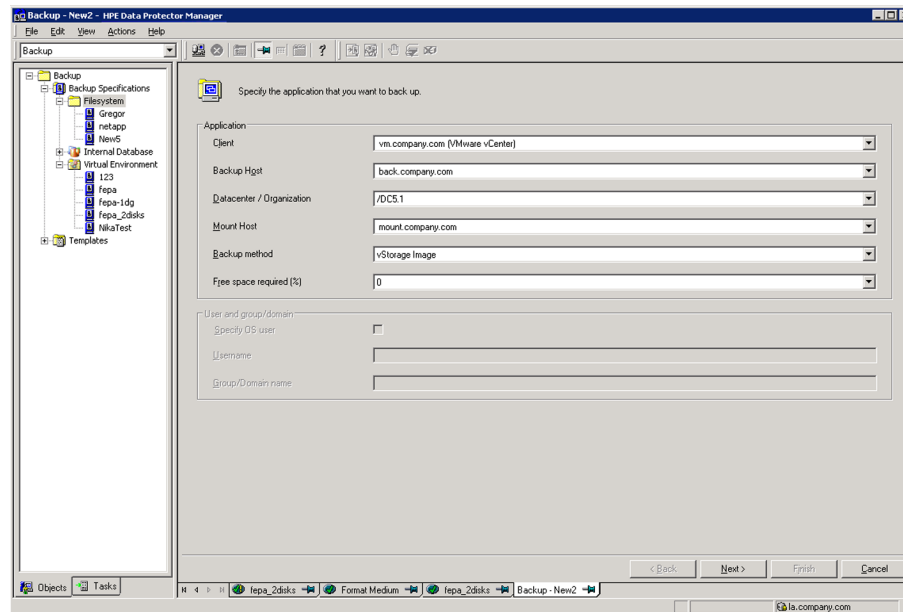 Backup - New2 - HPE Data Protector Manager
File Edit View Actions Help
Backup
Backup
Backup Specifications
Filesystem
Gregor
netapp
New5
Internal Database
Virtual Environment
123
fepa
fepa-1dg
fepa_2disks
NikaTest
Templates
Specify the application that you want to back up.
Application
Client
vm.company.com (VMware vCenter)
Backup Host
back.company.com
Datacenter / Organization
/DC5.1
Mount Host
mount.company.com
Backup method
vStorage Image
Free space required (%)
0
User and group/domain
Specify OS user
Username
Group/Domain name
< Back Next > Finish Cancel
Objects Tasks
fepa_2disks Format Medium fepa_2disks Backup - New2
la.company.com